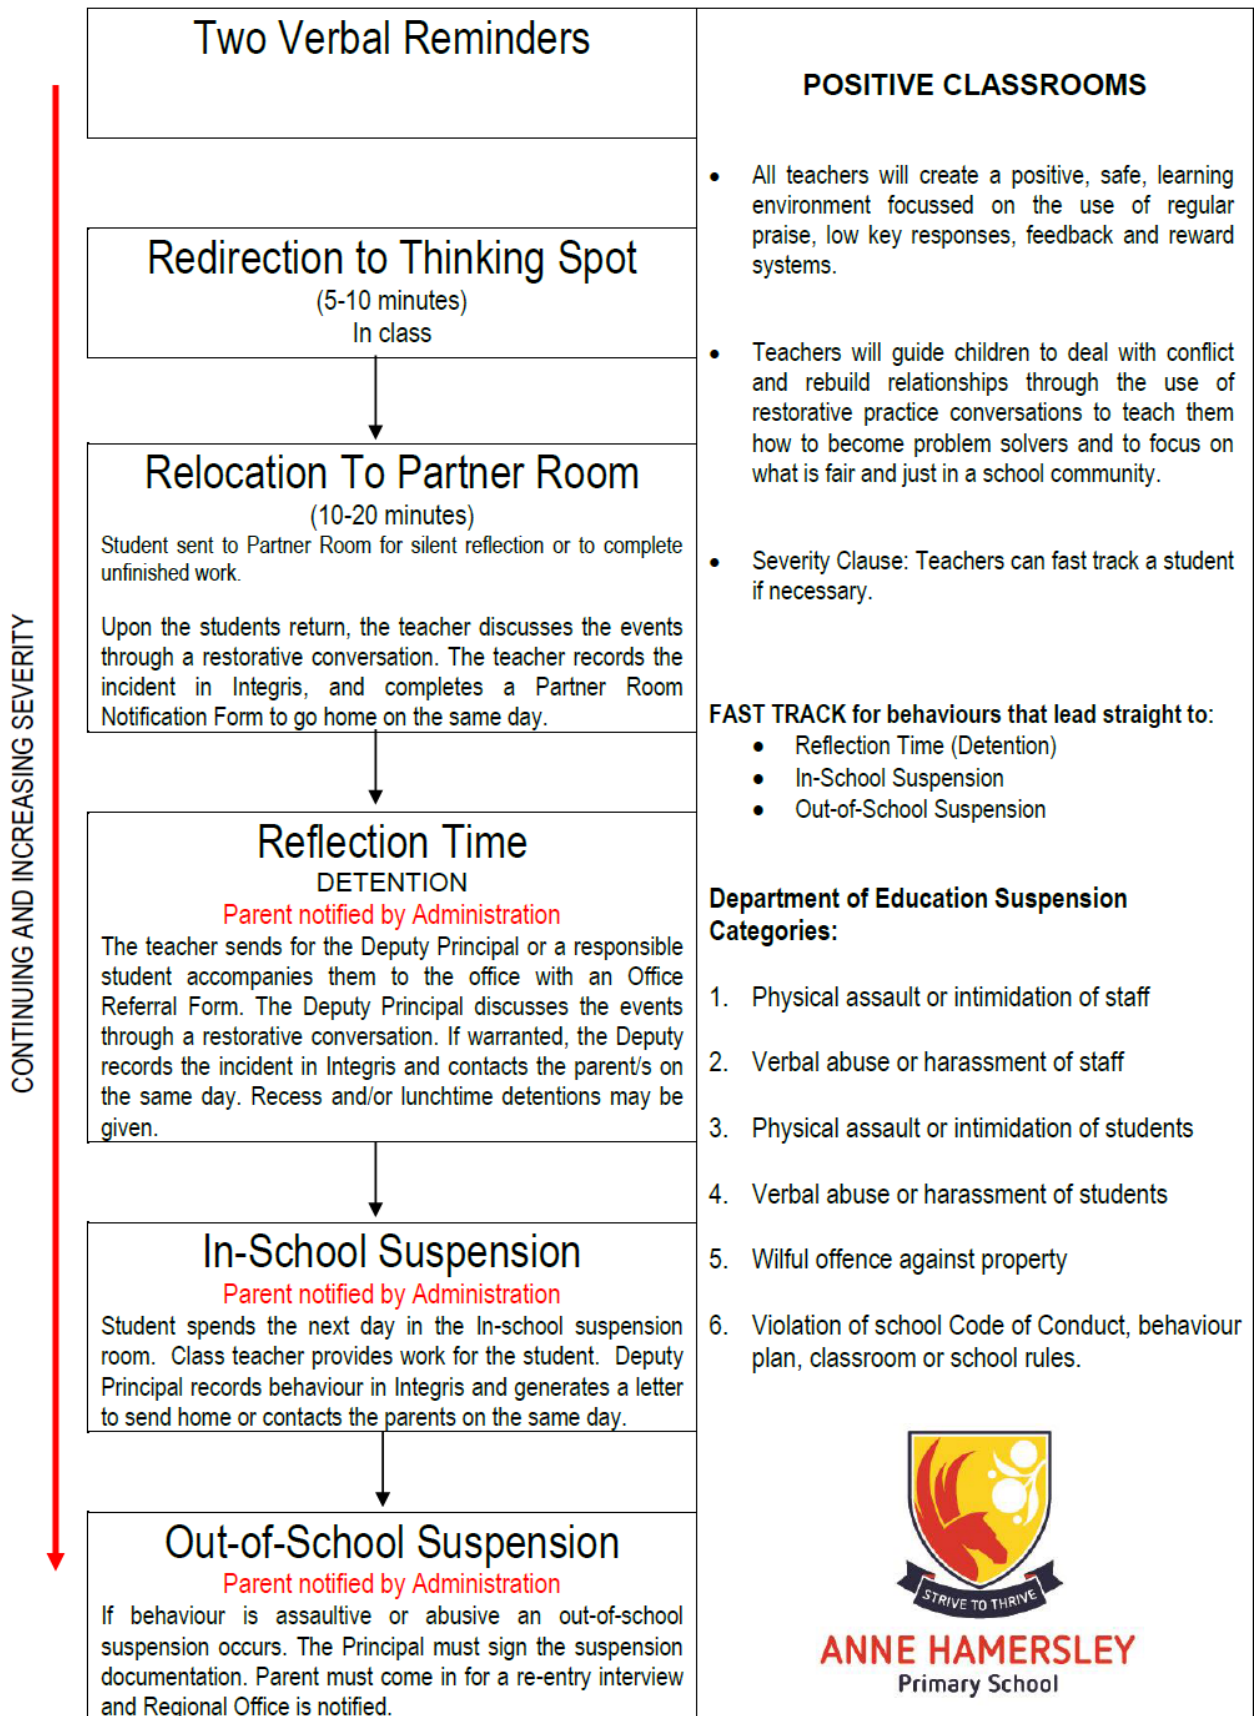 Two Verbal Reminders
Redirection to Thinking Spot
(5-10 minutes)
In class
Relocation To Partner Room
(10-20 minutes)
Student sent to Partner Room for silent reflection or to complete
unfinished work.
Upon the students return, the teacher discusses the events
through a restorative conversation. The teacher records the
incident in Integris, and completes a Partner Room
Notification Form to go home on the same day.
Reflection Time
DETENTION
Parent notified by Administration
The teacher sends for the Deputy Principal or a responsible
student accompanies them to the office with an Office
Referral Form. The Deputy Principal discusses the events
through a restorative conversation. If warranted, the Deputy
records the incident in Integris and contacts the parent/s on
the same day. Recess and/or lunchtime detentions may be
given.
In-School Suspension
Parent notified by Administration
Student spends the next day in the In-school suspension
room. Class teacher provides work for the student. Deputy
Principal records behaviour in Integris and generates a letter
to send home or contacts the parents on the same day.
Out-of-School Suspension
Parent notified by Administration
If behaviour is assaultive or abusive an out-of-school
suspension occurs. The Principal must sign the suspension
documentation. Parent must come in for a re-entry interview
and Regional Office is notified.
CONTINUING AND INCREASING SEVERITY
POSITIVE CLASSROOMS
• All teachers will create a positive, safe, learning
environment focussed on the use of regular
praise, low key responses, feedback and reward
systems.
• Teachers will guide children to deal with conflict
and rebuild relationships through the use of
restorative practice conversations to teach them
how to become problem solvers and to focus on
what is fair and just in a school community.
• Severity Clause: Teachers can fast track a student
if necessary.
FAST TRACK for behaviours that lead straight to:
• Reflection Time (Detention)
• In-School Suspension
• Out-of-School Suspension
Department of Education Suspension
Categories:
1. Physical assault or intimidation of staff
2. Verbal abuse or harassment of staff
3. Physical assault or intimidation of students
4. Verbal abuse or harassment of students
5. Wilful offence against property
6. Violation of school Code of Conduct, behaviour
plan, classroom or school rules.
STRIVE TO THRIVE
ANNE HAMERSLEY
Primary School